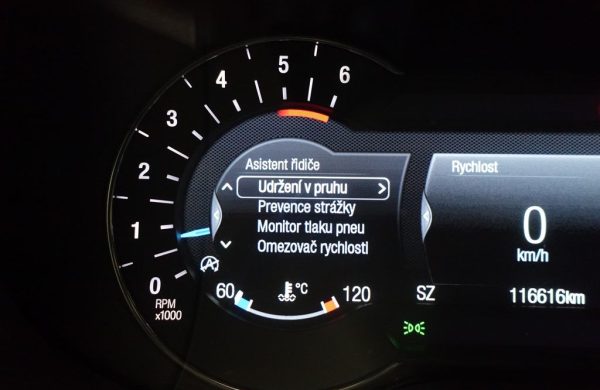 6
5
4
3
2
1
0
RPM
x1000
Asistent řidiče
Udržení v pruhu
Prevence strážky
Monitor tlaku pneu
Omezovač rychlosti
60
°C
120
Rychlost
0
km/h
SZ
116616km